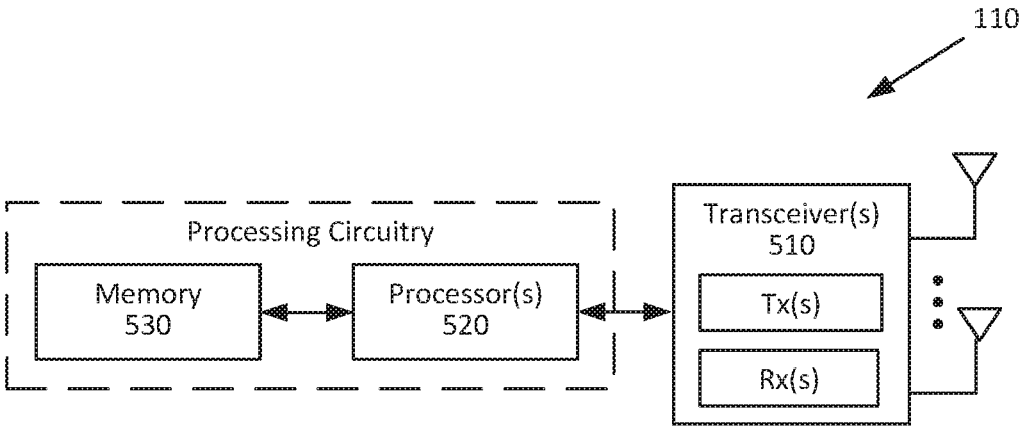 110
Processing Circuitry
Memory
530
Processor(s)
520
Transceiver(s)
510
Tx(s)
Rx(s)